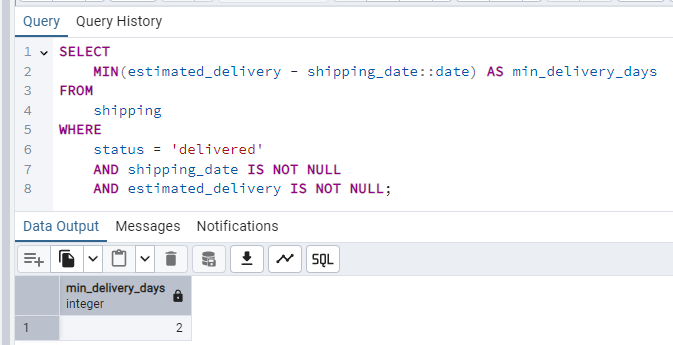 Query Query History
1 SELECT
2 MIN(estimated_delivery - shipping_date::date) AS min_delivery_days
3 FROM
4 shipping
5 WHERE
6 status = 'delivered'
7 AND shipping_date IS NOT NULL
8 AND estimated_delivery IS NOT NULL;
Data Output Messages Notifications
SQL
min_delivery_days
integer
1 2